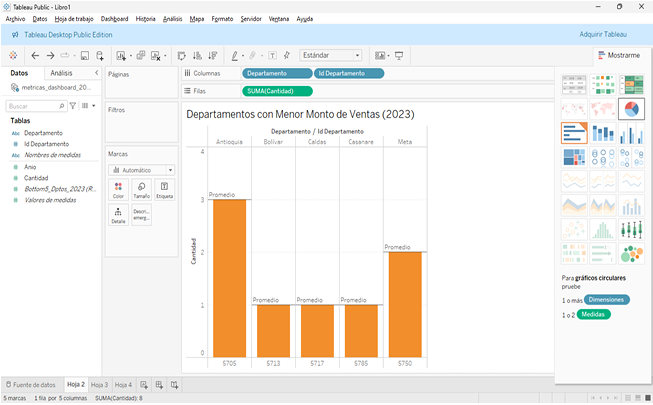 Tableau Public - Libro1
Archivo Datos Hoja de trabajo Dashboard Historia Análisis Mapa Formato Servidor Ventana Ayuda
Tableau Desktop Public Edition
Adquirir Tableau
Estándar
Mostrarme
Datos Análisis
metricas_dashboard_20...
Buscar
Tablas
Abc Departamento
Abc Id Departamento
Abc Nombres de medidas
Anio
Cantidad
Bottom5_Dptos_2023 (R...
Valores de medidas
Páginas
Filtros
Marcas
Automático
Color Tamaño Etiqueta
Detalle Descri... emerg...
Columnas Departamento Id Departamento
Filas SUMA(Cantidad)
Departamentos con Menor Monto de Ventas (2023)
Departamento / Id Departamento
Antioquia Bolívar Caldas Casanare Meta
4
3
2
1
0
Cantidad
Promedio
Promedio
Promedio Promedio Promedio
5705 5713 5717 5785 5750
Para gráficos circulares
pruebe
1 o más Dimensiones
1 o 2 Medidas
Fuente de datos Hoja 2 Hoja 3 Hoja 4
5 marcas 1 fila por 5 columnas SUMA(Cantidad): 8